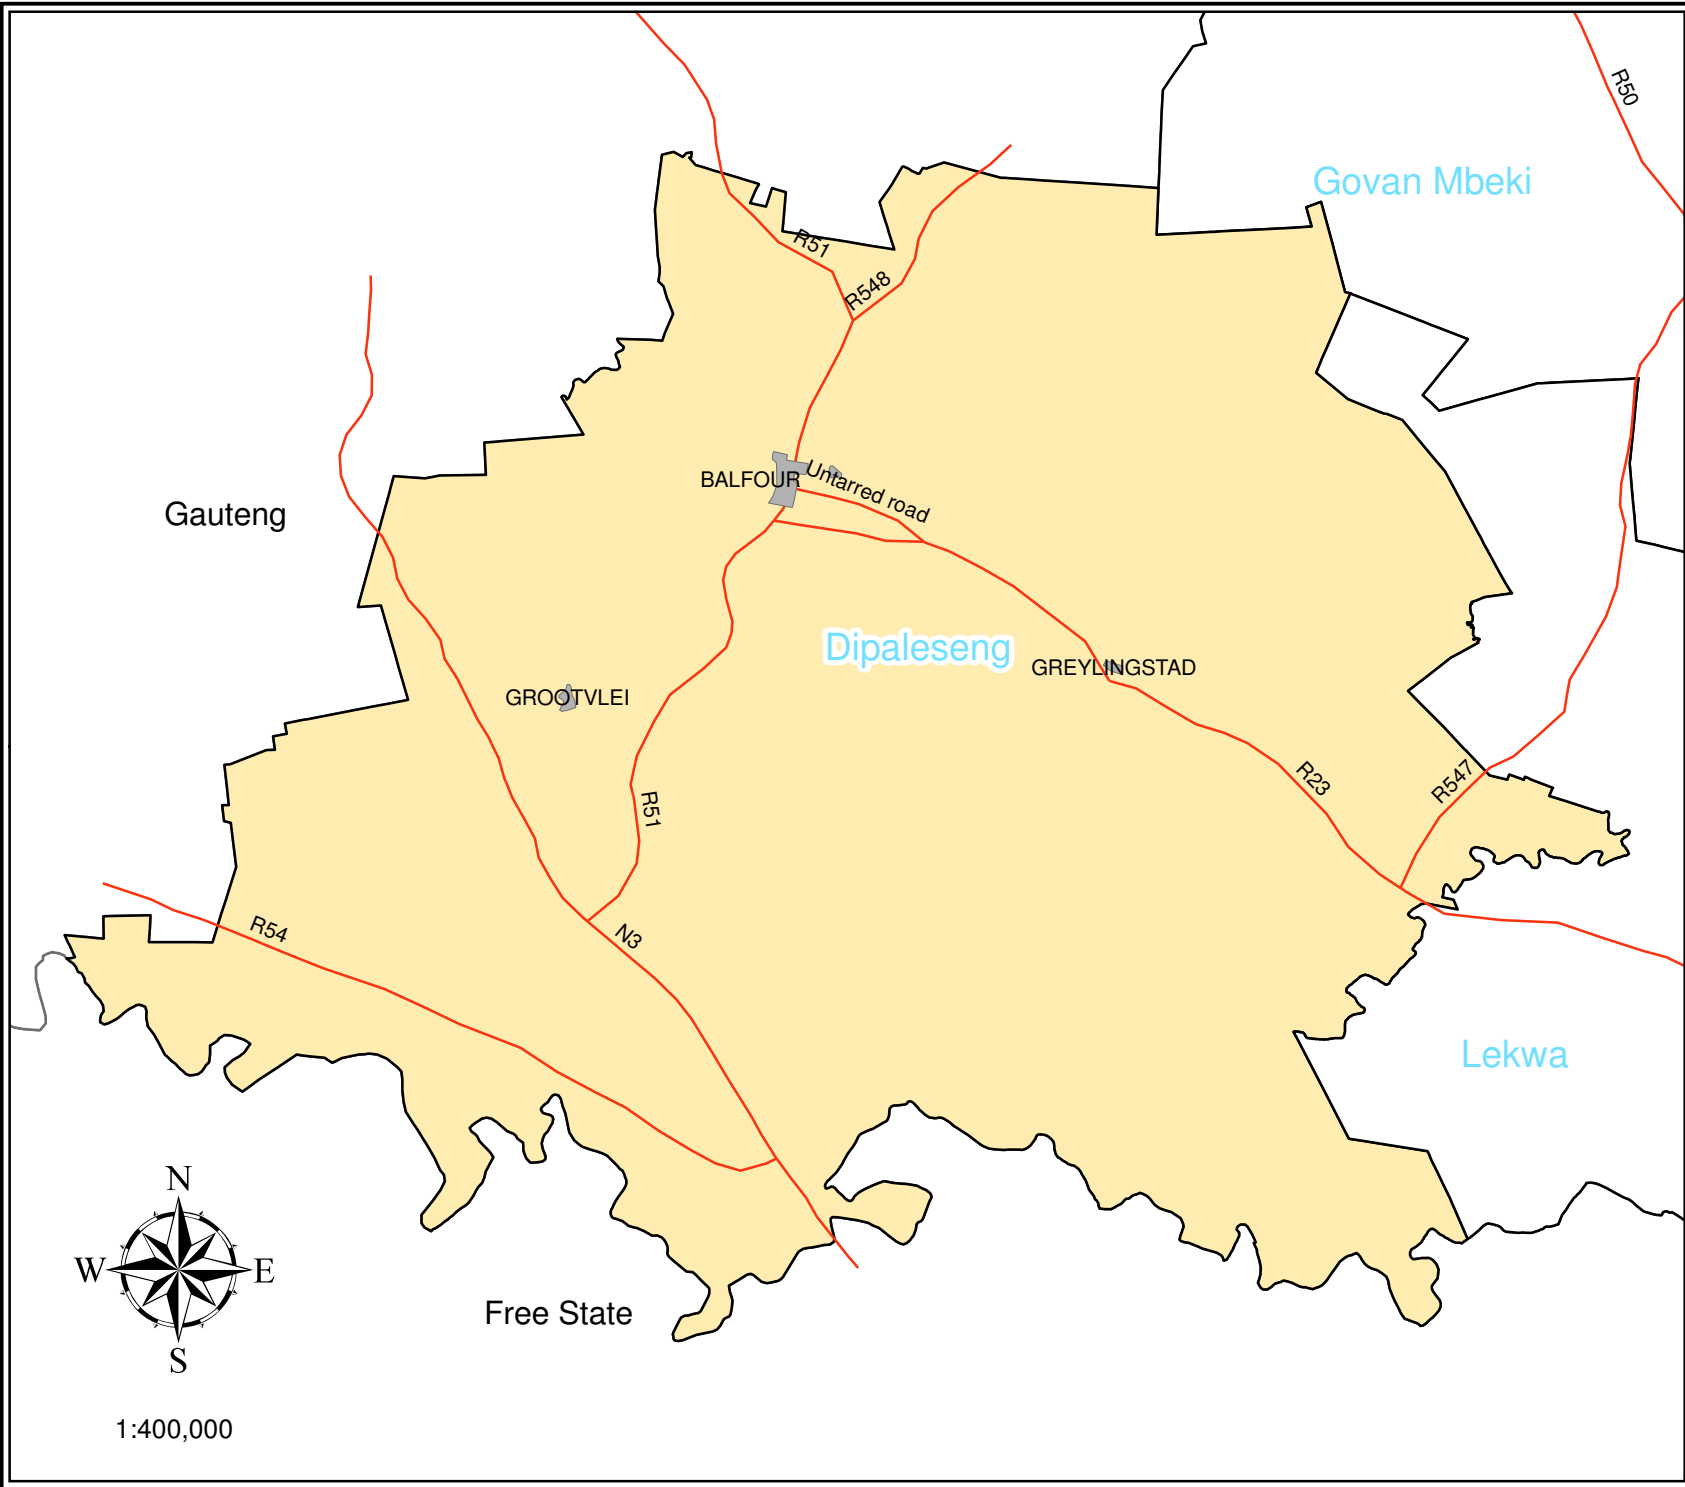 R50
Govan Mbeki
R51
R548
BALFOUR
Untarred road
Gauteng
Dipaleseng
GREYLINGSTAD
GROOTVLEI
R23
R547
R51
R54
N3
Lekwa
N
W
E
S
Free State
1:400,000